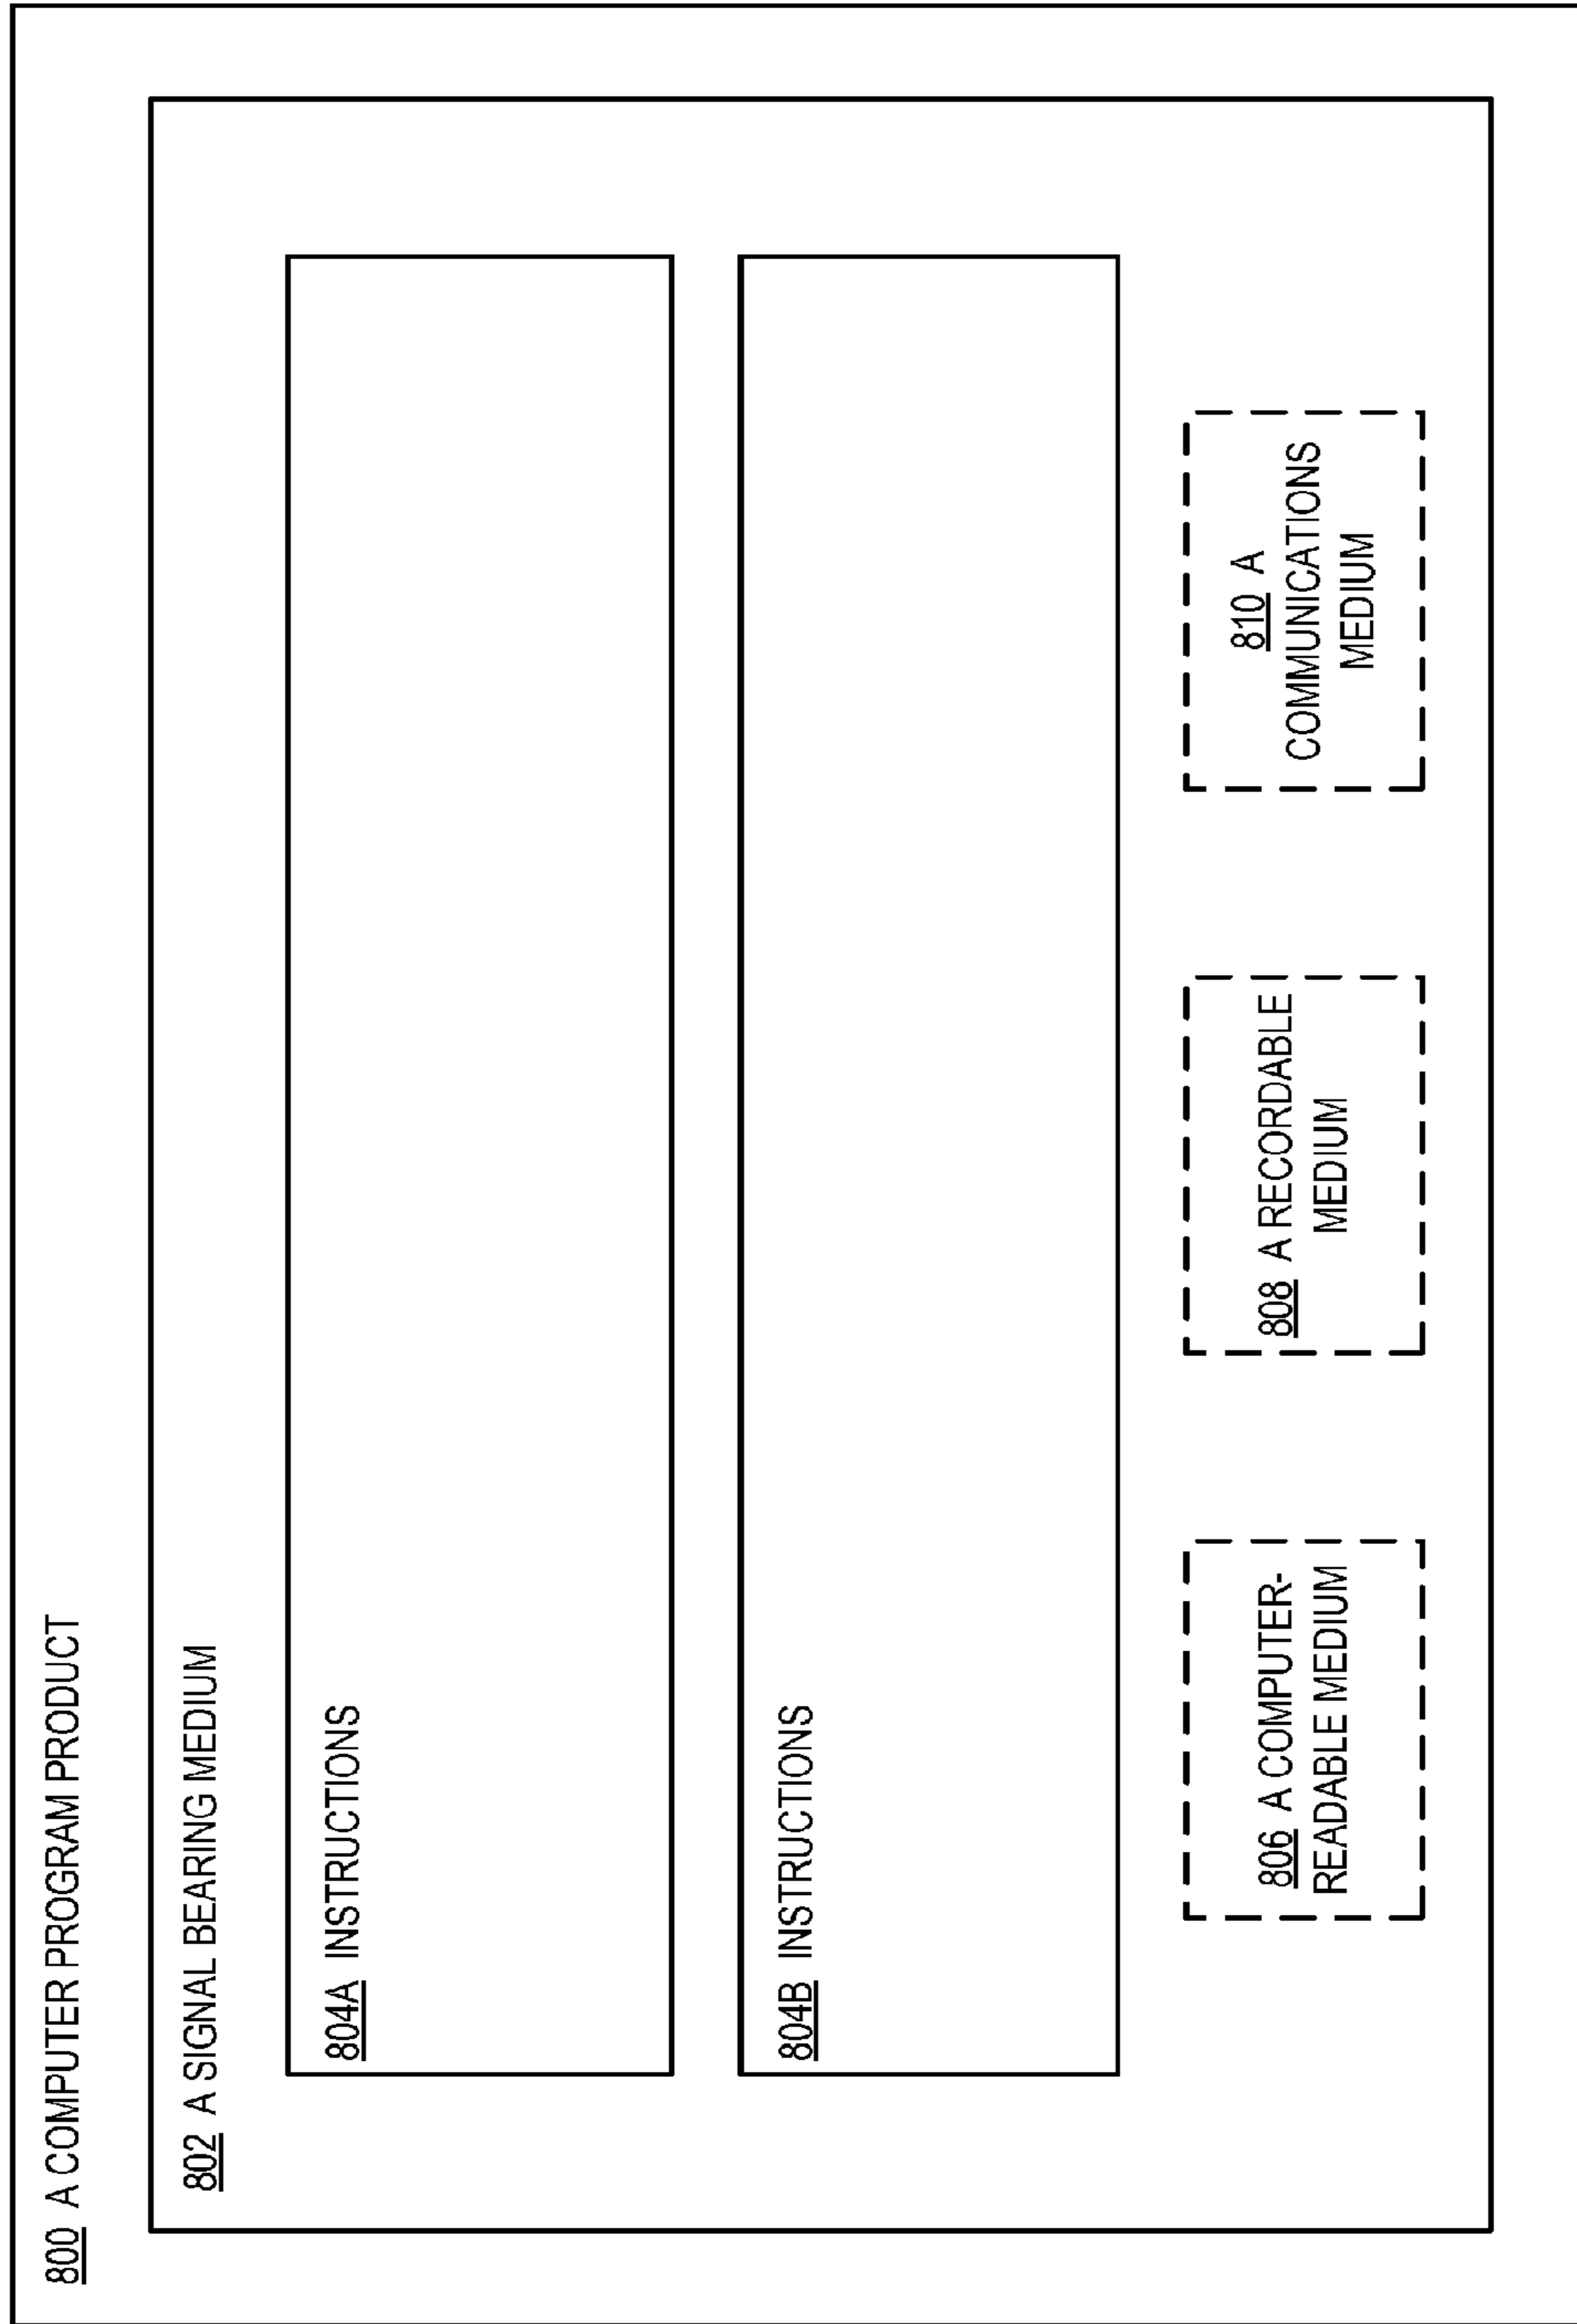 800 A COMPUTER PROGRAM PRODUCT
802 A SIGNAL BEARING MEDIUM
804A INSTRUCTIONS
804B INSTRUCTIONS
806 A COMPUTER-
READABLE MEDIUM
808 A RECORDABLE
MEDIUM
810 A
COMMUNICATIONS
MEDIUM